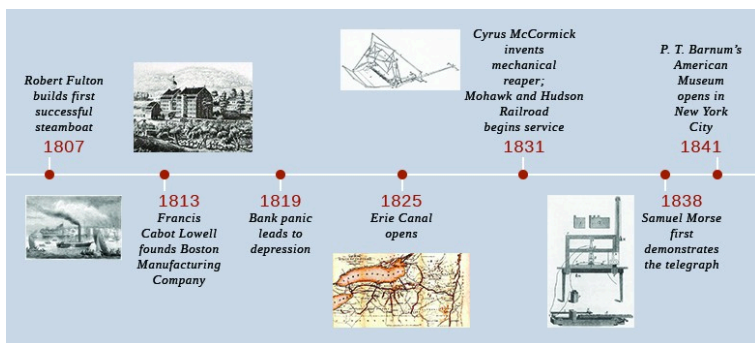 Robert Fulton
builds first
successful
steamboat
1807
1813
Francis
Cabot Lowell
founds Boston
Manufacturing
Company
1819
Bank panic
leads to
depression
1825
Erie Canal
opens
Cyrus McCormick
invents
mechanical
reaper;
Mohawk and Hudson
Railroad
begins service
1831
1838
Samuel Morse
first
demonstrates
the telegraph
P. T. Barnum's
American
Museum
opens in
New York
City
1841